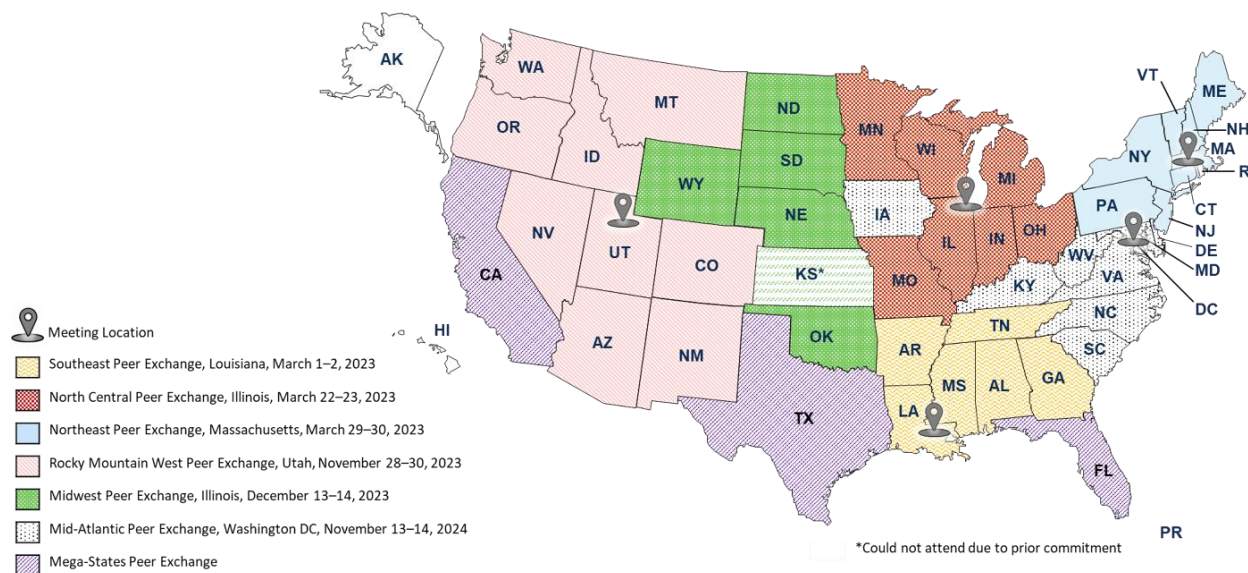 AK
WA
MT
ND
MN
VT
ME
OR
ID
SD
WI
MI
NY
NH
MA
R
WY
NE
IA
PA
CT
NJ
NV
UT
CO
IL
IN
OH
DE
MD
CA
KS*
MO
WV
VA
DC
KY
HI
AZ
NM
OK
AR
TN
NC
SC
TX
LA
MS
AL
GA
FL
PR
Meeting Location
Southeast Peer Exchange, Louisiana, March 1–2, 2023
North Central Peer Exchange, Illinois, March 22–23, 2023
Northeast Peer Exchange, Massachusetts, March 29–30, 2023
Rocky Mountain West Peer Exchange, Utah, November 28–30, 2023
Midwest Peer Exchange, Illinois, December 13–14, 2023
Mid-Atlantic Peer Exchange, Washington DC, November 13–14, 2024
Mega-States Peer Exchange
*Could not attend due to prior commitment